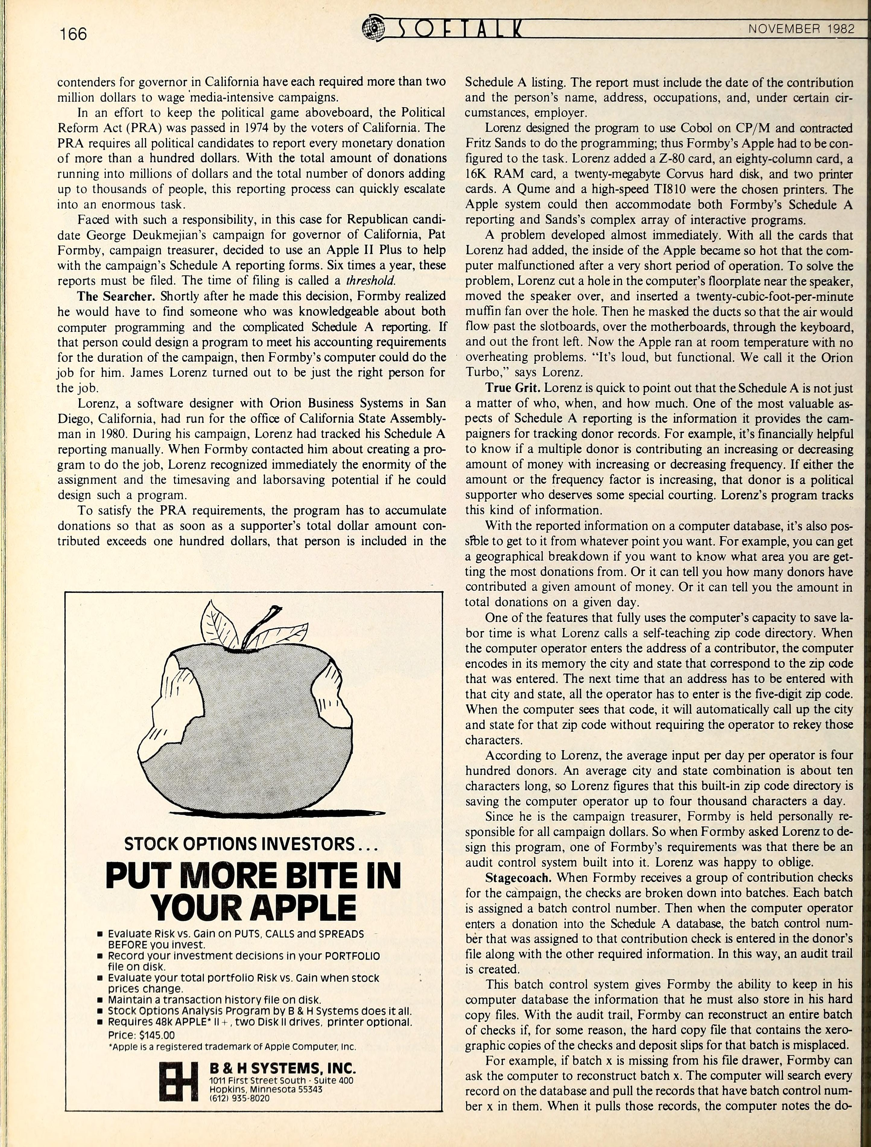 166
SOFTALK
NOVEMBER 1982
contenders for governor in California have each required more than two
million dollars to wage media-intensive campaigns.
In an effort to keep the political game aboveboard, the Political
Reform Act (PRA) was passed in 1974 by the voters of California. The
PRA requires all political candidates to report every monetary donation
of more than a hundred dollars. With the total amount of donations
running into millions of dollars and the total number of donors adding
up to thousands of people, this reporting process can quickly escalate
into an enormous task.
Faced with such a responsibility, in this case for Republican candi-
date George Deukmejian's campaign for governor of California, Pat
Formby, campaign treasurer, decided to use an Apple II Plus to help
with the campaign's Schedule A reporting forms. Six times a year, these
reports must be filed. The time of filing is called a threshold.
The Searcher. Shortly after he made this decision, Formby realized
he would have to find someone who was knowledgeable about both
computer programming and the complicated Schedule A reporting. If
that person could design a program to meet his accounting requirements
for the duration of the campaign, then Formby's computer could do the
job for him. James Lorenz turned out to be just the right person for
the job.
Lorenz, a software designer with Orion Business Systems in San
Diego, California, had run for the office of California State Assembly-
man in 1980. During his campaign, Lorenz had tracked his Schedule A
reporting manually. When Formby contacted him about creating a pro-
gram to do the job, Lorenz recognized immediately the enormity of the
assignment and the timesaving and laborsaving potential if he could
design such a program.
To satisfy the PRA requirements, the program has to accumulate
donations so that as soon as a supporter's total dollar amount con-
tributed exceeds one hundred dollars, that person is included in the
STOCK OPTIONS INVESTORS...
PUT MORE BITE IN
YOUR APPLE
■ Evaluate Risk vs. Gain on PUTS, CALLS and SPREADS
BEFORE you invest.
■ Record your investment decisions in your PORTFOLIO
file on disk.
■ Evaluate your total portfolio Risk vs. Gain when stock
prices change.
■ Maintain a transaction history file on disk.
■ Stock Options Analysis Program by B & H Systems does it all.
■ Requires 48k APPLE* II+, two Disk II drives, printer optional.
Price: $145.00
*Apple is a registered trademark of Apple Computer, Inc.
BH
B & H SYSTEMS, INC.
1011 First Street South - Suite 400
Hopkins, Minnesota 55343
(612) 935-8020
Schedule A listing. The report must include the date of the contribution
and the person's name, address, occupations, and, under certain cir-
cumstances, employer.
Lorenz designed the program to use Cobol on CP/M and contracted
Fritz Sands to do the programming; thus Formby's Apple had to be con-
figured to the task. Lorenz added a Z-80 card, an eighty-column card, a
16K RAM card, a twenty-megabyte Corvus hard disk, and two printer
cards. A Qume and a high-speed TI810 were the chosen printers. The
Apple system could then accommodate both Formby's Schedule A
reporting and Sands's complex array of interactive programs.
A problem developed almost immediately. With all the cards that
Lorenz had added, the inside of the Apple became so hot that the com-
puter malfunctioned after a very short period of operation. To solve the
problem, Lorenz cut a hole in the computer's floorplate near the speaker,
moved the speaker over, and inserted a twenty-cubic-foot-per-minute
muffin fan over the hole. Then he masked the ducts so that the air would
flow past the slotboards, over the motherboards, through the keyboard,
and out the front left. Now the Apple ran at room temperature with no
overheating problems. "It's loud, but functional. We call it the Orion
Turbo," says Lorenz.
True Grit. Lorenz is quick to point out that the Schedule A is not just
a matter of who, when, and how much. One of the most valuable as-
pects of Schedule A reporting is the information it provides the cam-
paigners for tracking donor records. For example, it's financially helpful
to know if a multiple donor is contributing an increasing or decreasing
amount of money with increasing or decreasing frequency. If either the
amount or the frequency factor is increasing, that donor is a political
supporter who deserves some special courting. Lorenz's program tracks
this kind of information.
With the reported information on a computer database, it's also pos-
sible to get to it from whatever point you want. For example, you can get
a geographical breakdown if you want to know what area you are get-
ting the most donations from. Or it can tell you how many donors have
contributed a given amount of money. Or it can tell you the amount in
total donations on a given day.
One of the features that fully uses the computer's capacity to save la-
bor time is what Lorenz calls a self-teaching zip code directory. When
the computer operator enters the address of a contributor, the computer
encodes in its memory the city and state that correspond to the zip code
that was entered. The next time that an address has to be entered with
that city and state, all the operator has to enter is the five-digit zip code.
When the computer sees that code, it will automatically call up the city
and state for that zip code without requiring the operator to rekey those
characters.
According to Lorenz, the average input per day per operator is four
hundred donors. An average city and state combination is about ten
characters long, so Lorenz figures that this built-in zip code directory is
saving the computer operator up to four thousand characters a day.
Since he is the campaign treasurer, Formby is held personally re-
sponsible for all campaign dollars. So when Formby asked Lorenz to de-
sign this program, one of Formby's requirements was that there be an
audit control system built into it. Lorenz was happy to oblige.
Stagecoach. When Formby receives a group of contribution checks
for the campaign, the checks are broken down into batches. Each batch
is assigned a batch control number. Then when the computer operator
enters a donation into the Schedule A database, the batch control num-
ber that was assigned to that contribution check is entered in the donor's
file along with the other required information. In this way, an audit trail
is created.
This batch control system gives Formby the ability to keep in his
computer database the information that he must also store in his hard
copy files. With the audit trail, Formby can reconstruct an entire batch
of checks if, for some reason, the hard copy file that contains the xero-
graphic copies of the checks and deposit slips for that batch is misplaced.
For example, if batch x is missing from his file drawer, Formby can
ask the computer to reconstruct batch x. The computer will search every
record on the database and pull the records that have batch control num-
ber x in them. When it pulls those records, the computer notes the do-